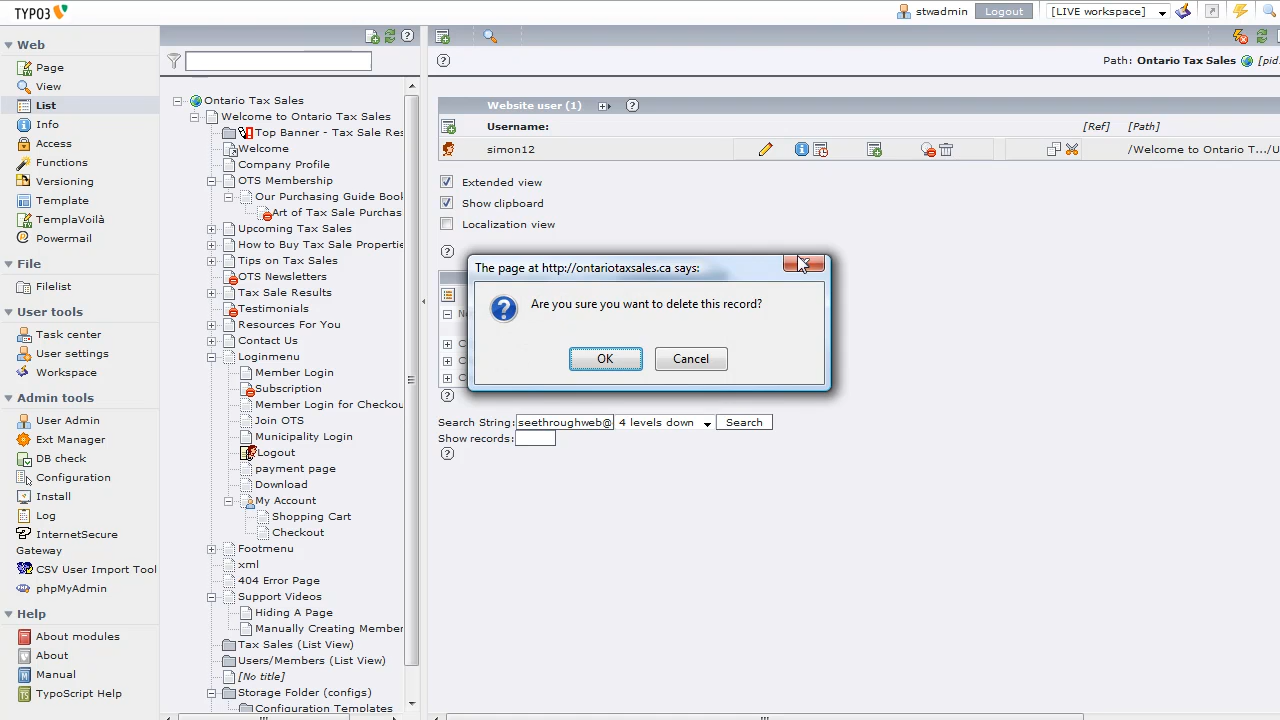 TYPO3
stwadmin
Logout
[LIVE workspace]
Web
Page
View
List
Info
Access
Functions
Versioning
Template
TemplaVoilà
Powermail
File
Filelist
User tools
Task center
User settings
Workspace
Admin tools
User Admin
Ext Manager
DB check
Configuration
Install
Log
InternetSecure
Gateway
CSV User Import Tool
phpMyAdmin
Help
About modules
About
Manual
TypoScript Help
Ontario Tax Sales
Welcome to Ontario Tax Sales
Top Banner - Tax Sale Res
Welcome
Company Profile
OTS Membership
Our Purchasing Guide Book
Art of Tax Sale Purchas
Upcoming Tax Sales
How to Buy Tax Sale Propertie
Tips on Tax Sales
OTS Newsletters
Tax Sale Results
Testimonials
Resources For You
Contact Us
Loginmenu
Member Login
Subscription
Member Login for Checkou
Join OTS
Municipality Login
Logout
payment page
Download
My Account
Shopping Cart
Checkout
Footmenu
xml
404 Error Page
Support Videos
Hiding A Page
Manually Creating Member
Tax Sales (List View)
Users/Members (List View)
[No title]
Storage Folder (configs)
Configuration Templates
Path: Ontario Tax Sales [pid:
Website user (1)
Username: [Ref] [Path]
simon12 /Welcome to Ontario T.../U
Extended view
Show clipboard
Localization view
The page at http://ontariotaxsales.ca says:
Are you sure you want to delete this record?
OK Cancel
Search String: seethroughweb@ 4 levels down Search
Show records: